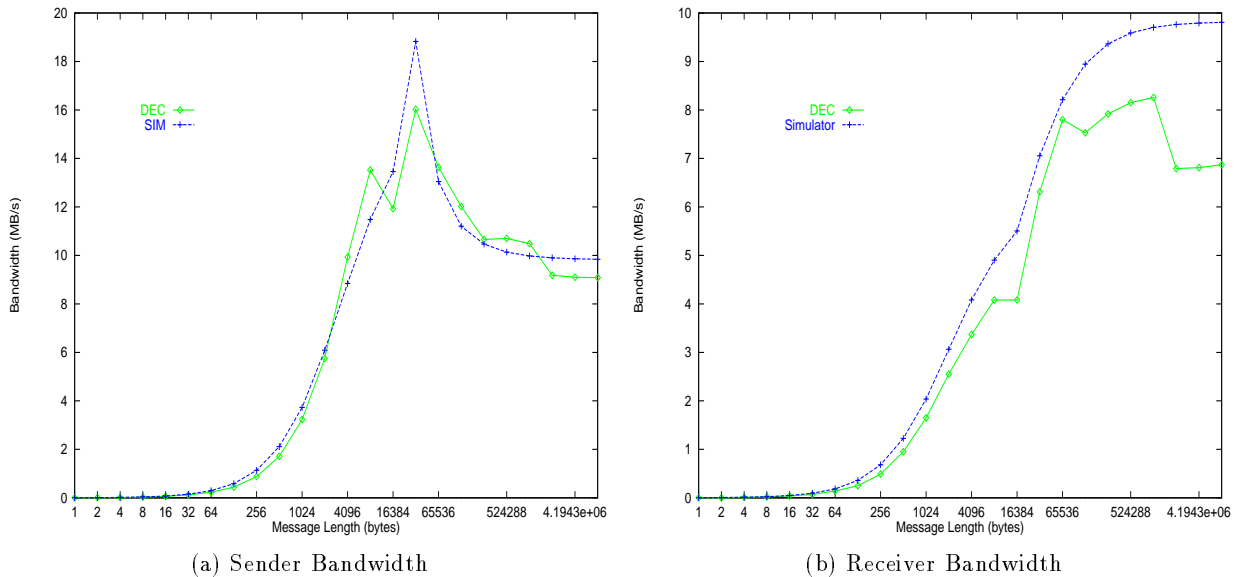 20
18
16
14
12
10
8
6
4
2
0
Bandwidth (MB/s)
DEC
SIM
1 2 4 8 16 32 64 256 1024 4096 16384 65536 524288 4.1943e+06
Message Length (bytes)
(a) Sender Bandwidth
10
9
8
7
6
5
4
3
2
1
0
Bandwidth (MB/s)
DEC
Simulator
1 2 4 8 16 32 64 256 1024 4096 16384 65536 524288 4.1943e+06
Message Length (bytes)
(b) Receiver Bandwidth